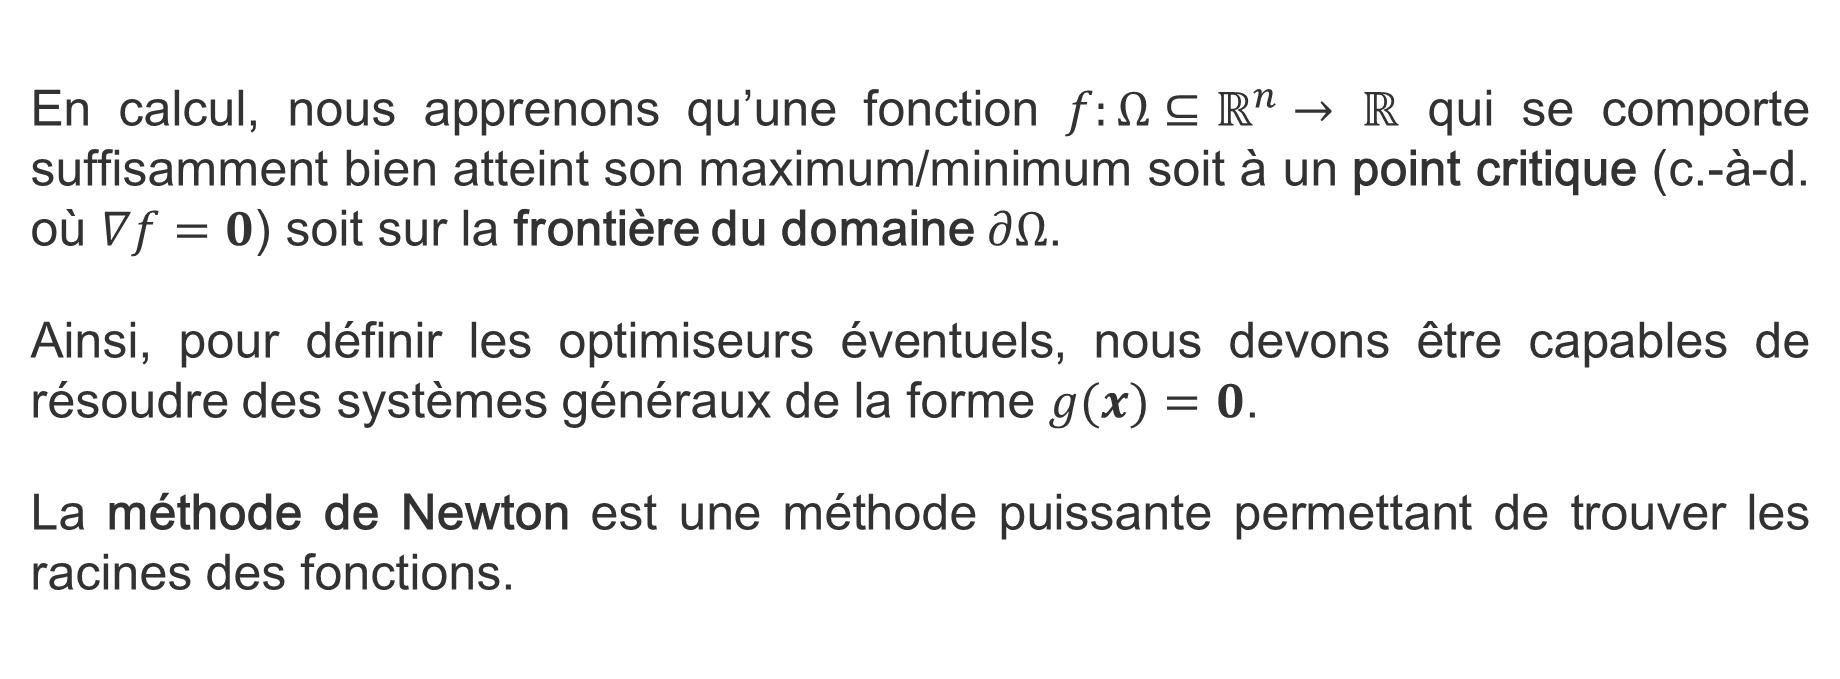 En calcul, nous apprenons qu’une fonction 𝑓: Ω ⊆ ℝⁿ → ℝ qui se comporte
suffisamment bien atteint son maximum/minimum soit à un point critique (c.-à-d.
où ∇𝑓 = 𝟎) soit sur la frontière du domaine ∂Ω.
Ainsi, pour définir les optimiseurs éventuels, nous devons être capables de
résoudre des systèmes généraux de la forme 𝑔(𝒙) = 𝟎.
La méthode de Newton est une méthode puissante permettant de trouver les
racines des fonctions.